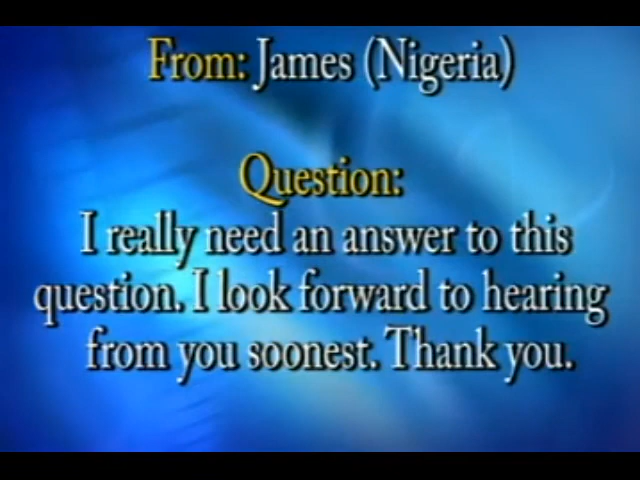 From: James (Nigeria)
Question:
I really need an answer to this
question. I look forward to hearing
from you soonest. Thank you.